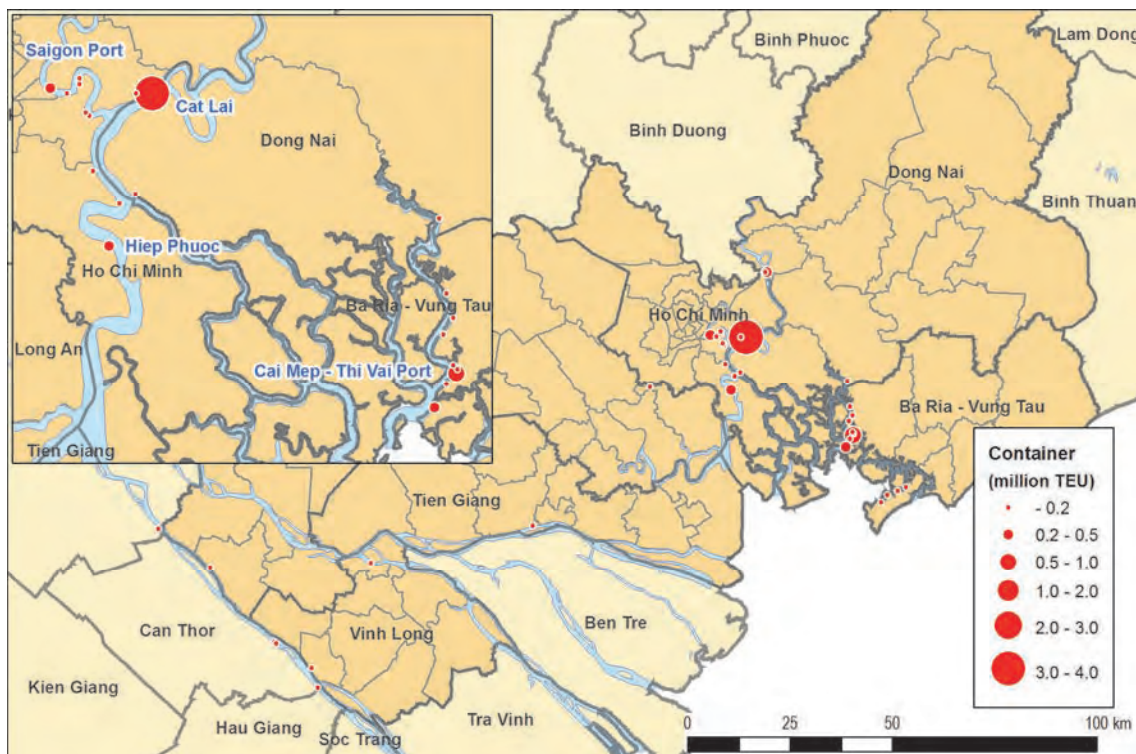 Saigon Port
Cat Lai
Dong Nai
Hiep Phuoc
Ho Chi Minh
Ba Ria - Vung Tau
Long An
Cai Mep - Thi Vai Port
Tien Giang
Binh Phuoc
Lam Dong
Binh Duong
Dong Nai
Binh Thuan
Ho Chi Minh
Ba Ria - Vung Tau
Tien Giang
Can Thor
Vinh Long
Ben Tre
Kien Giang
Hau Giang
Tra Vinh
Soc Trang
Container
(million TEU)
- 0.2
0.2 - 0.5
0.5 - 1.0
1.0 - 2.0
2.0 - 3.0
3.0 - 4.0
0 25 50 100 km